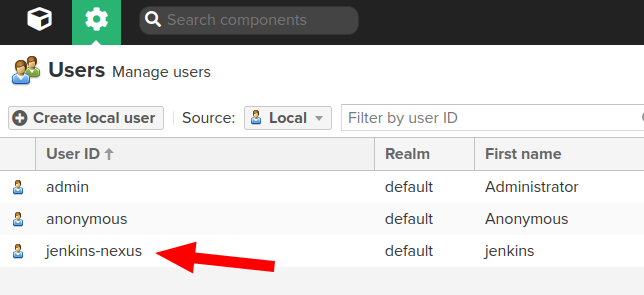 Search components
Users Manage users
Create local user Source: Local Filter by user ID
User ID Realm First name
admin default Administrator
anonymous default Anonymous
jenkins-nexus default jenkins